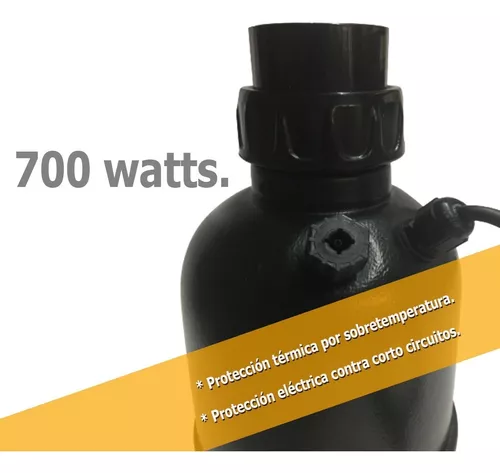 700 watts.
* Protección térmica por sobretemperatura.
* Protección eléctrica contra corto circuitos.